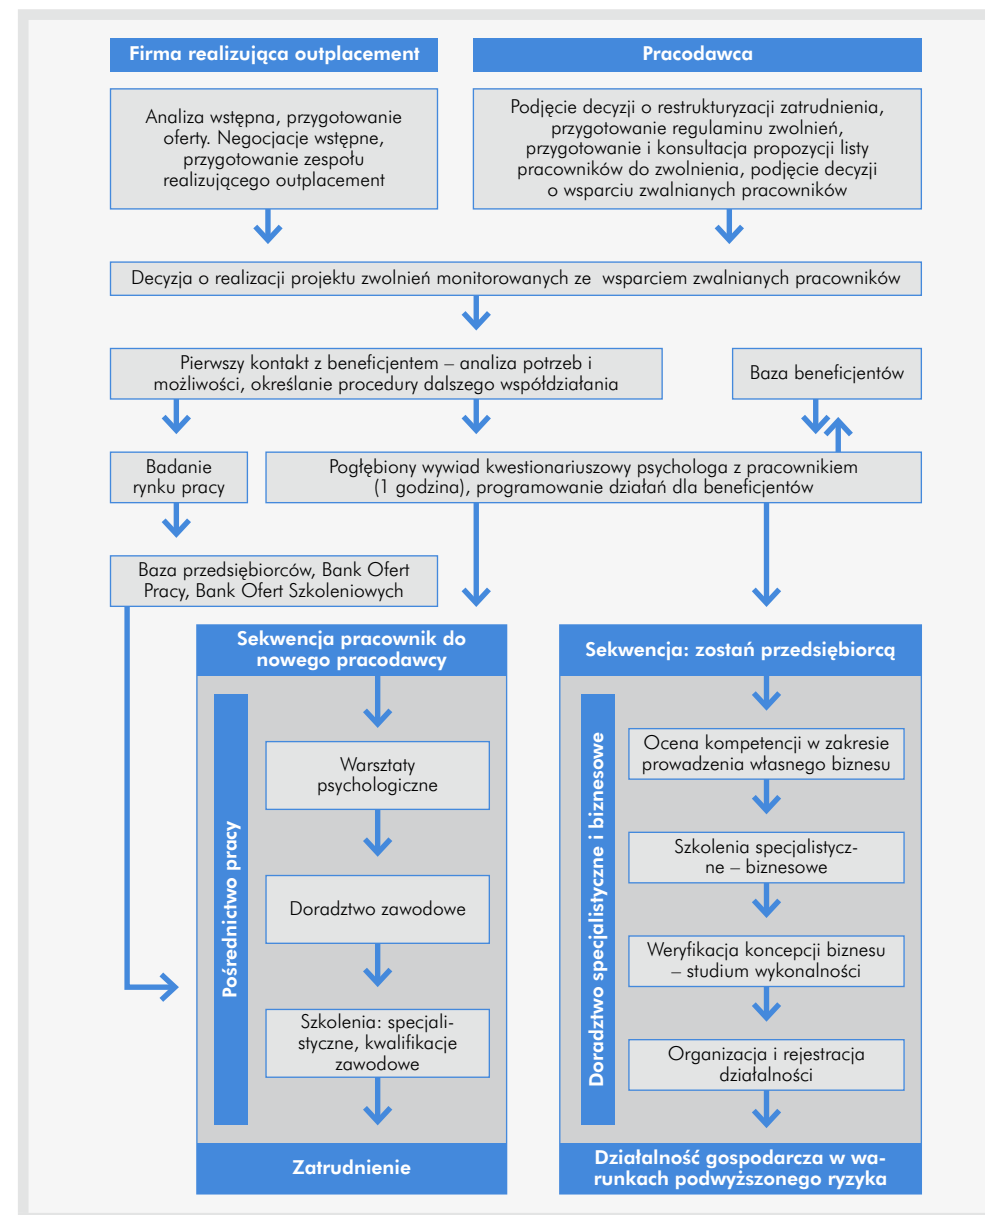 Firma realizująca outplacement
Pracodawca
Analiza wstępna, przygotowanie
oferty. Negocjacje wstępne,
przygotowanie zespołu
realizującego outplacement
Podjęcie decyzji o restrukturyzacji zatrudnienia,
przygotowanie regulaminu zwolnień,
przygotowanie i konsultacja propozycji listy
pracowników do zwolnienia, podjęcie decyzji
o wsparciu zwalnianych pracowników
Decyzja o realizacji projektu zwolnień monitorowanych ze wsparciem zwalnianych pracowników
Pierwszy kontakt z beneficjentem – analiza potrzeb i
możliwości, określanie procedury dalszego współdziałania
Baza beneficjentów
Badanie
rynku pracy
Pogłębiony wywiad kwestionariuszowy psychologa z pracownikiem
(1 godzina), programowanie działań dla beneficjentów
Baza przedsiębiorców, Bank Ofert
Pracy, Bank Ofert Szkoleniowych
Sekwencja pracownik do
nowego pracodawcy
Pośrednictwo pracy
Warsztaty
psychologiczne
Doradztwo zawodowe
Szkolenia: specjali-
styczne, kwalifikacje
zawodowe
Zatrudnienie
Sekwencja: zostań przedsiębiorcą
Doradztwo specjalistyczne i biznesowe
Ocena kompetencji w zakresie
prowadzenia własnego biznesu
Szkolenia specjalistycz-
ne – biznesowe
Weryfikacja koncepcji biznesu
– studium wykonalności
Organizacja i rejestracja
działalności
Działalność gospodarcza w wa-
runkach podwyższonego ryzyka